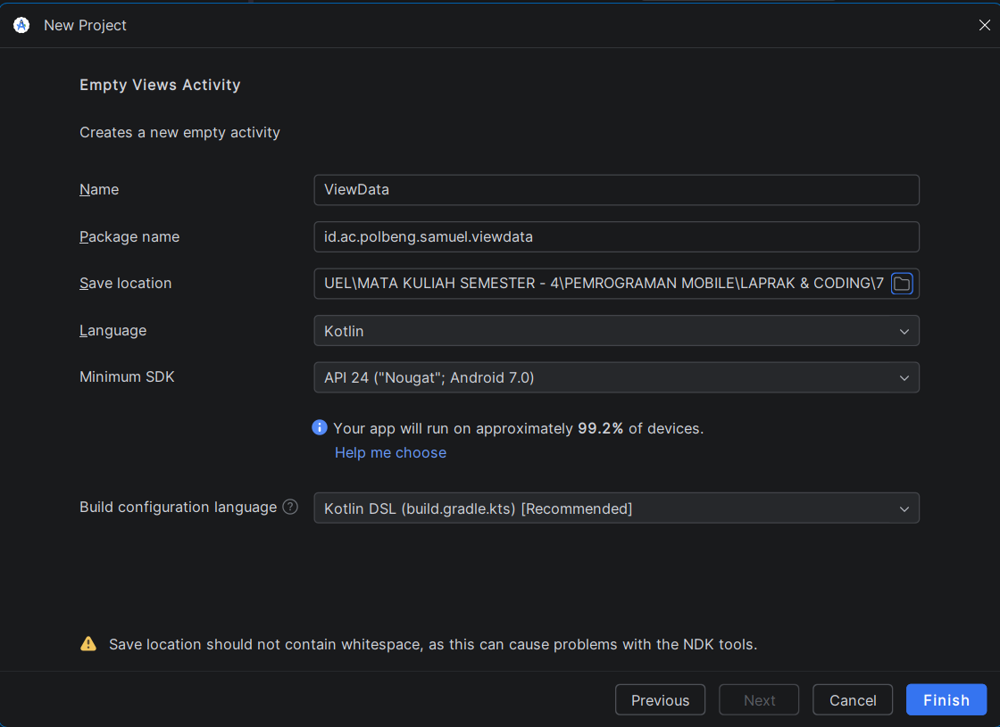 New Project
Empty Views Activity
Creates a new empty activity
Name
ViewData
Package name
id.ac.polbeng.samuel.viewdata
Save location
UEL\MATA KULIAH SEMESTER - 4\PEMROGRAMAN MOBILE\LAPRAK & CODING\7
Language
Kotlin
Minimum SDK
API 24 ("Nougat"; Android 7.0)
Your app will run on approximately 99.2% of devices.
Help me choose
Build configuration language ?
Kotlin DSL (build.gradle.kts) [Recommended]
Save location should not contain whitespace, as this can cause problems with the NDK tools.
Previous Next Cancel Finish